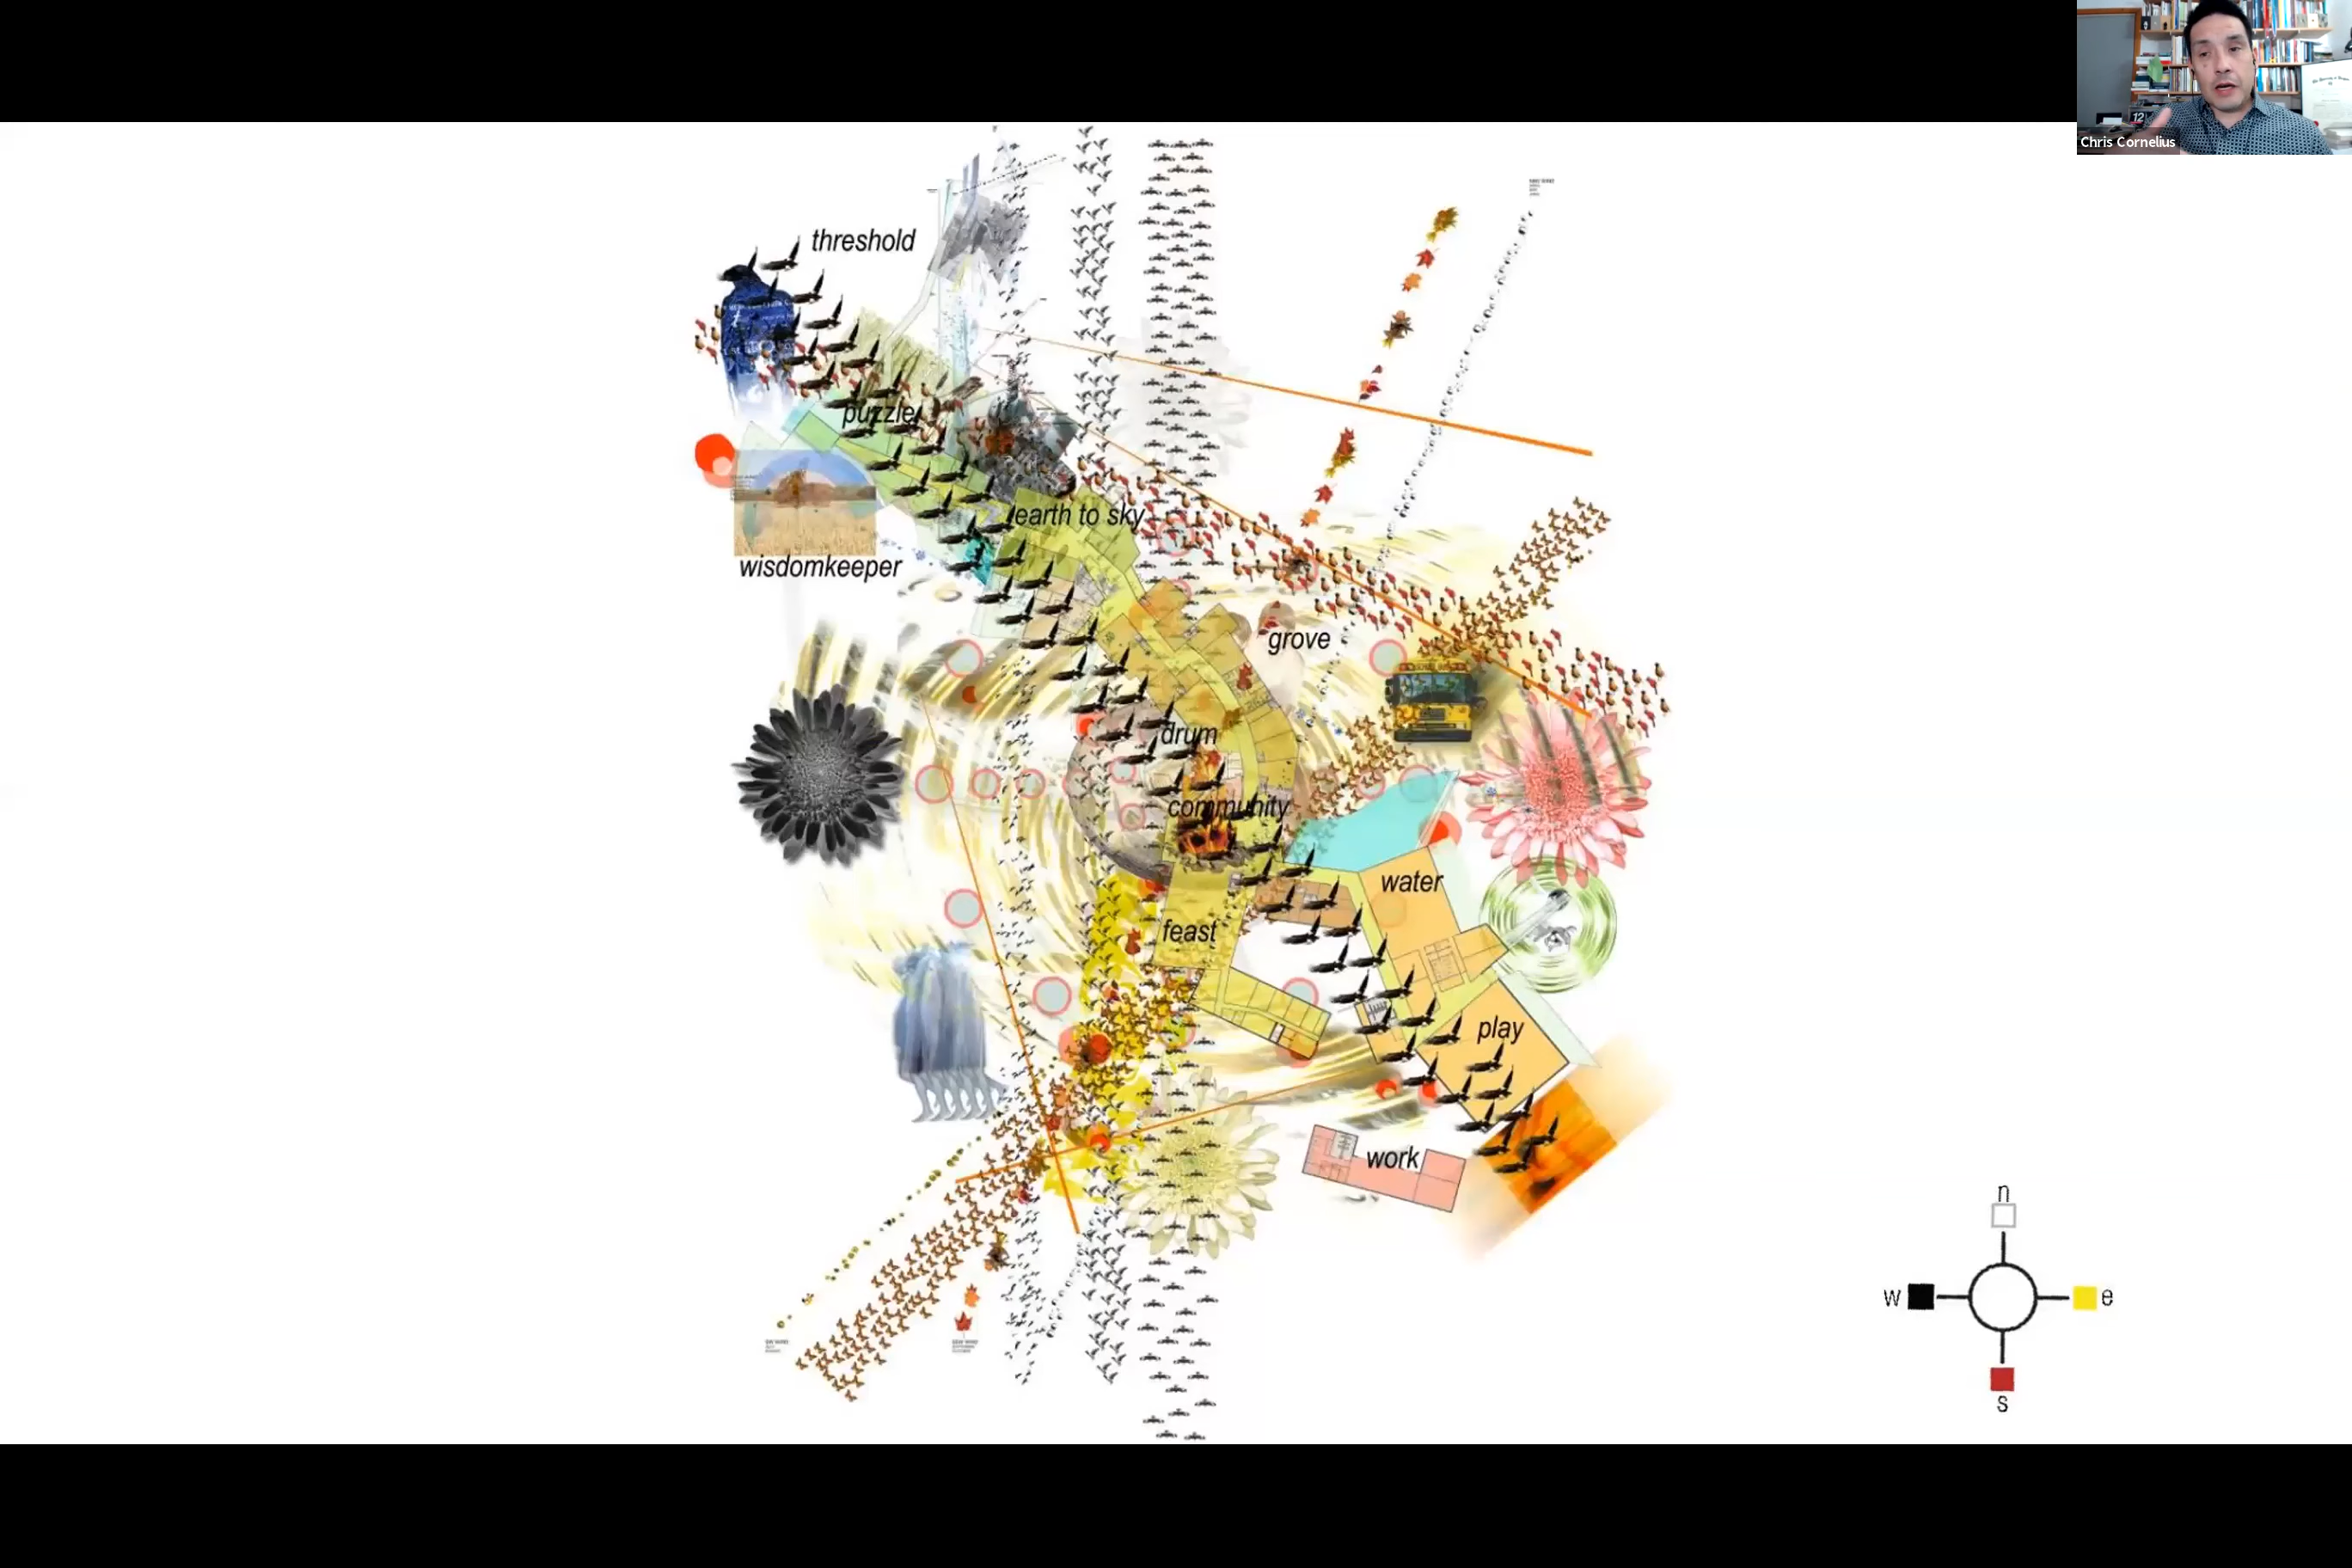 Chris Cornelius
threshold
puzzle
earth to sky
wisdomkeeper
grove
drum
community
water
feast
play
work
n
w
e
s